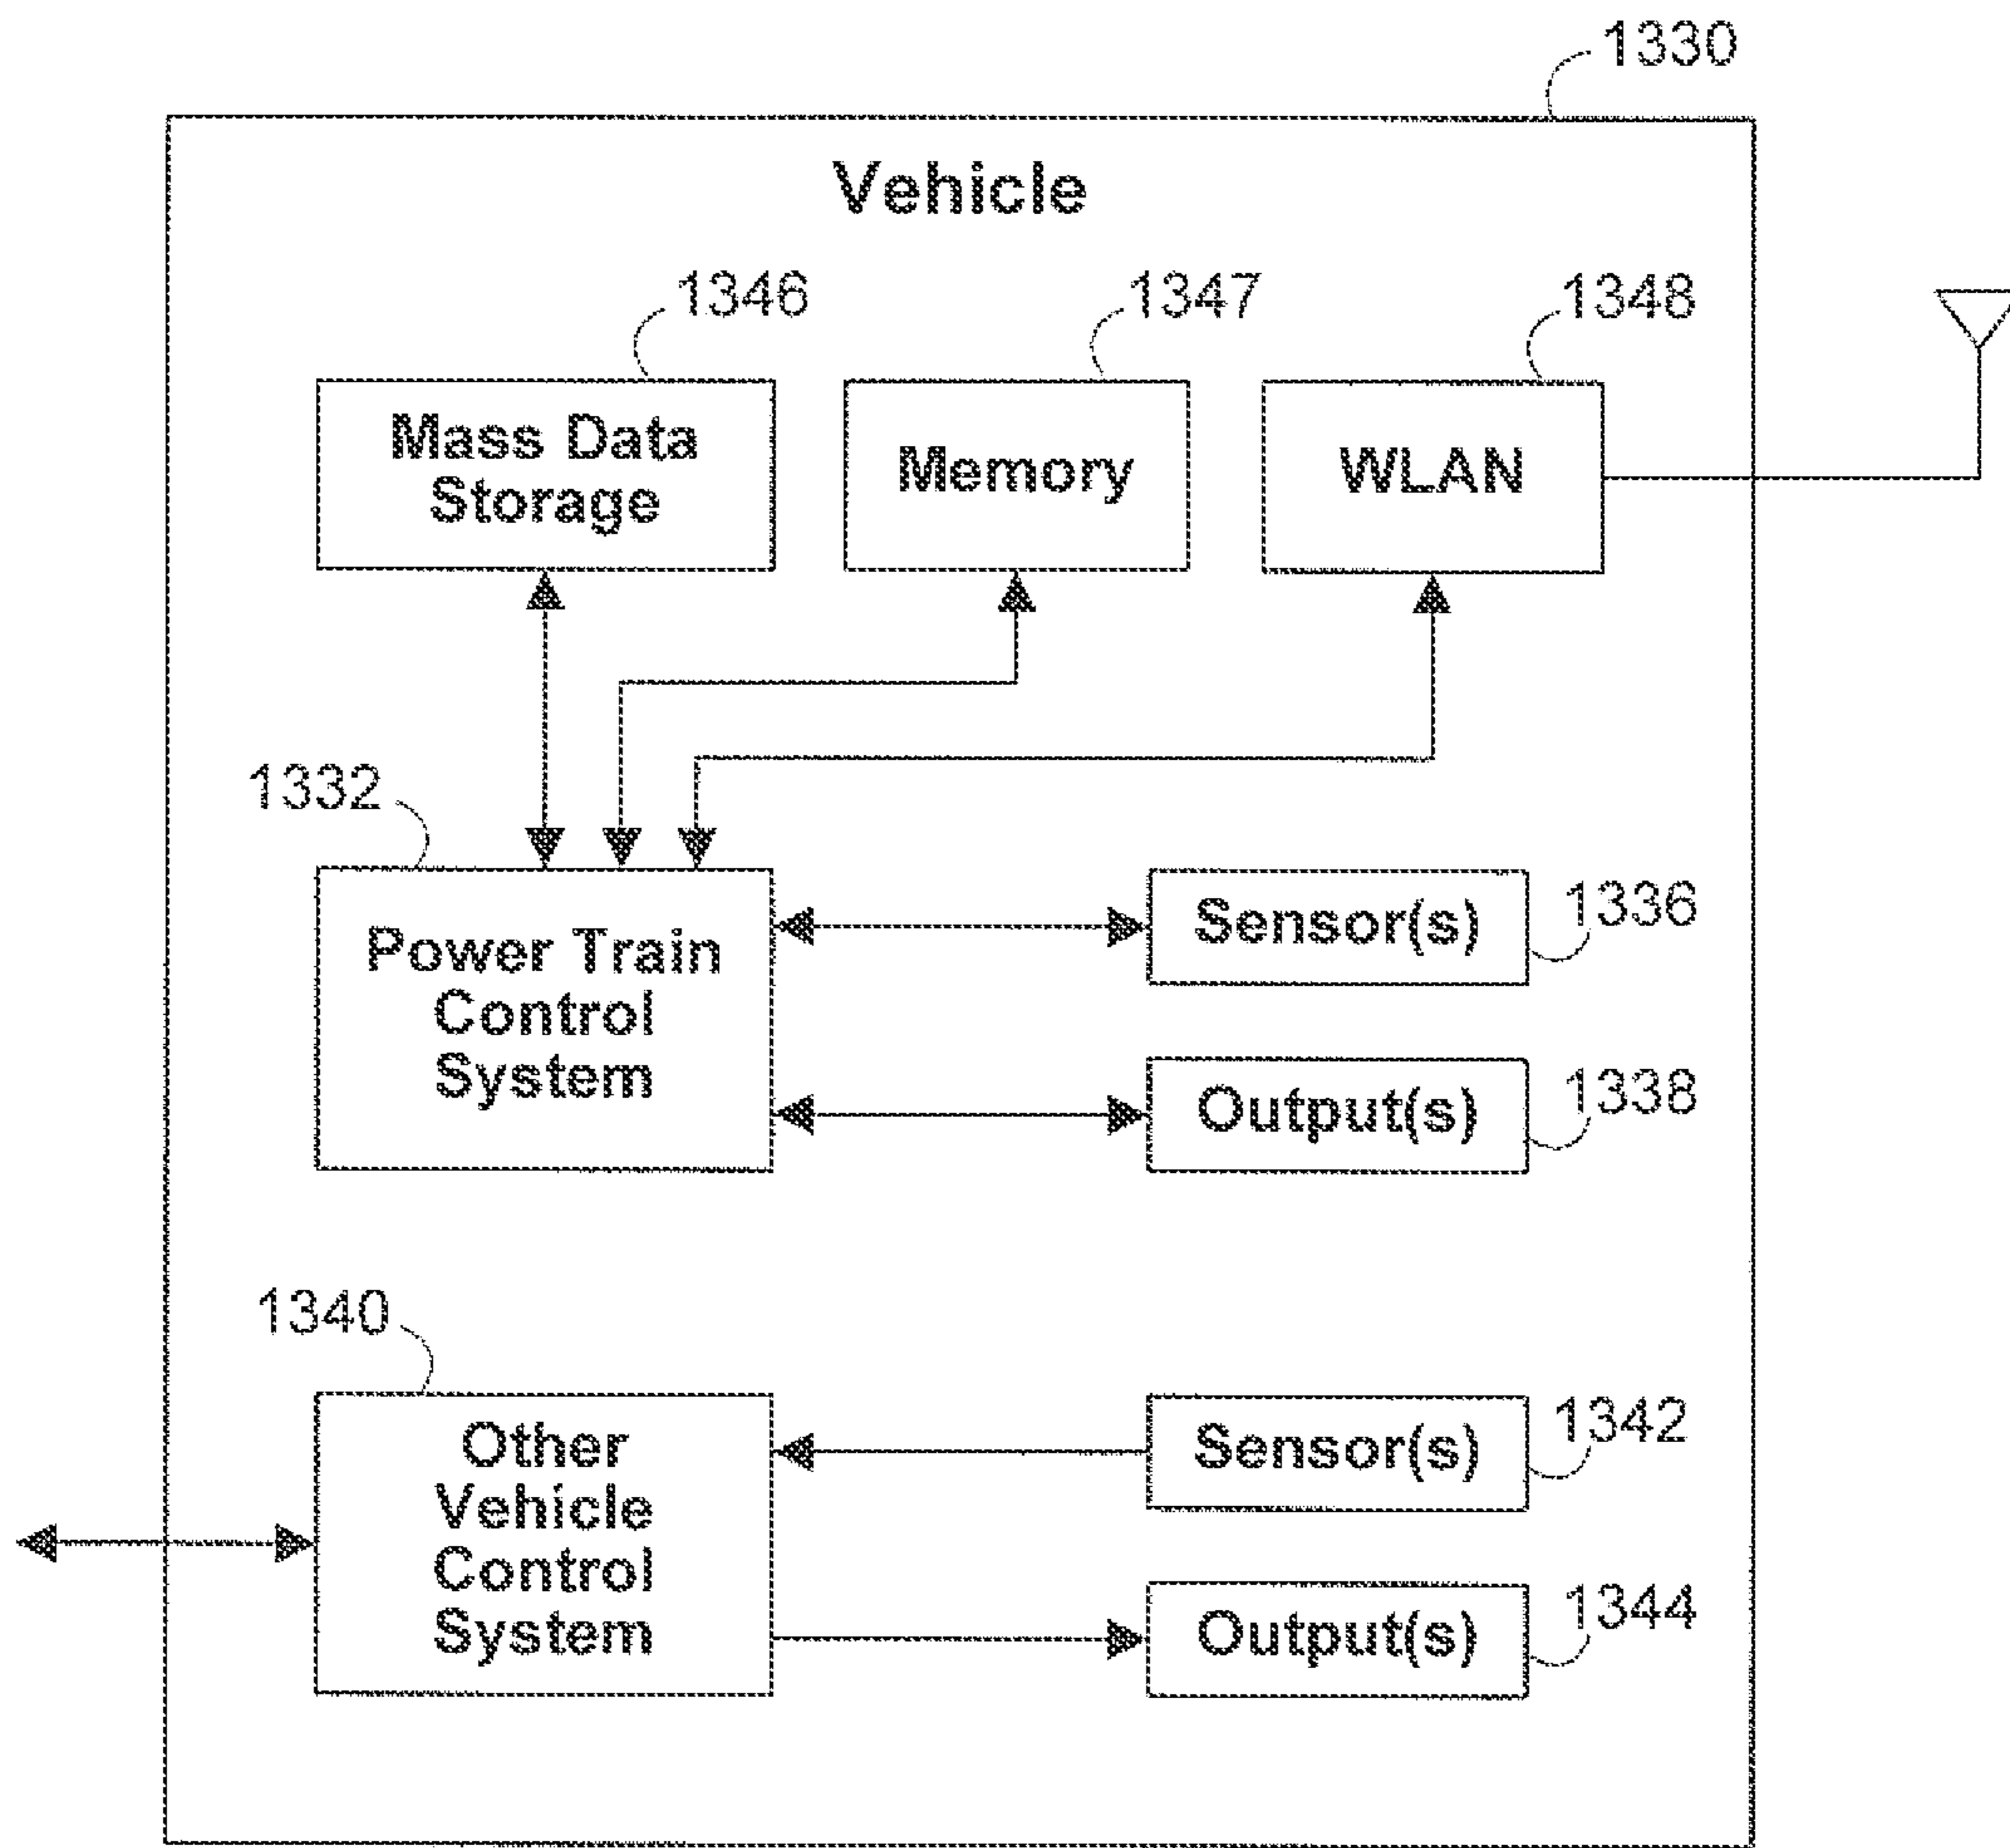 1330
Vehicle
1346
1347
1348
Mass Data
Storage
Memory
WLAN
1332
Power Train
Control
System
Sensor(s)
1336
Output(s)
1338
1340
Other
Vehicle
Control
System
Sensor(s)
1342
Output(s)
1344